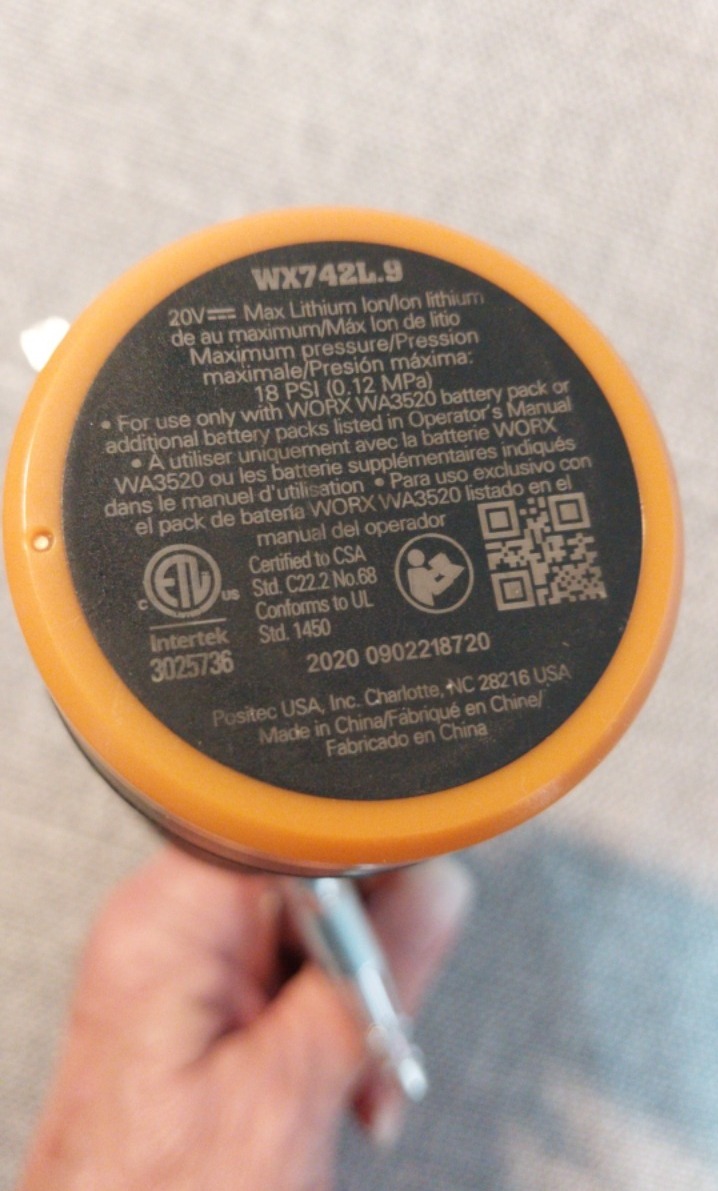 WX742L.9
20V⎓ Max Lithium Ion/Ion lithium
de au maximum/Máx Ion de litio
Maximum pressure/Pression
maximale/Presión máxima:
18 PSI (0.12 MPa)
• For use only with WORX WA3520 battery pack or
additional battery packs listed in Operator's Manual
• À utiliser uniquement avec la batterie WORX
WA3520 ou les batterie supplémentaires indiqués
dans le manuel d'utilisation • Para uso exclusivo con
el pack de batería WORX WA3520 listado en el
manual del operador
C ETL US
Intertek
3025736
Certified to CSA
Std. C22.2 No.68
Conforms to UL
Std. 1450
2020 0902218720
Positec USA, Inc. Charlotte, NC 28216 USA
Made in China/Fabriqué en Chine/
Fabricado en China